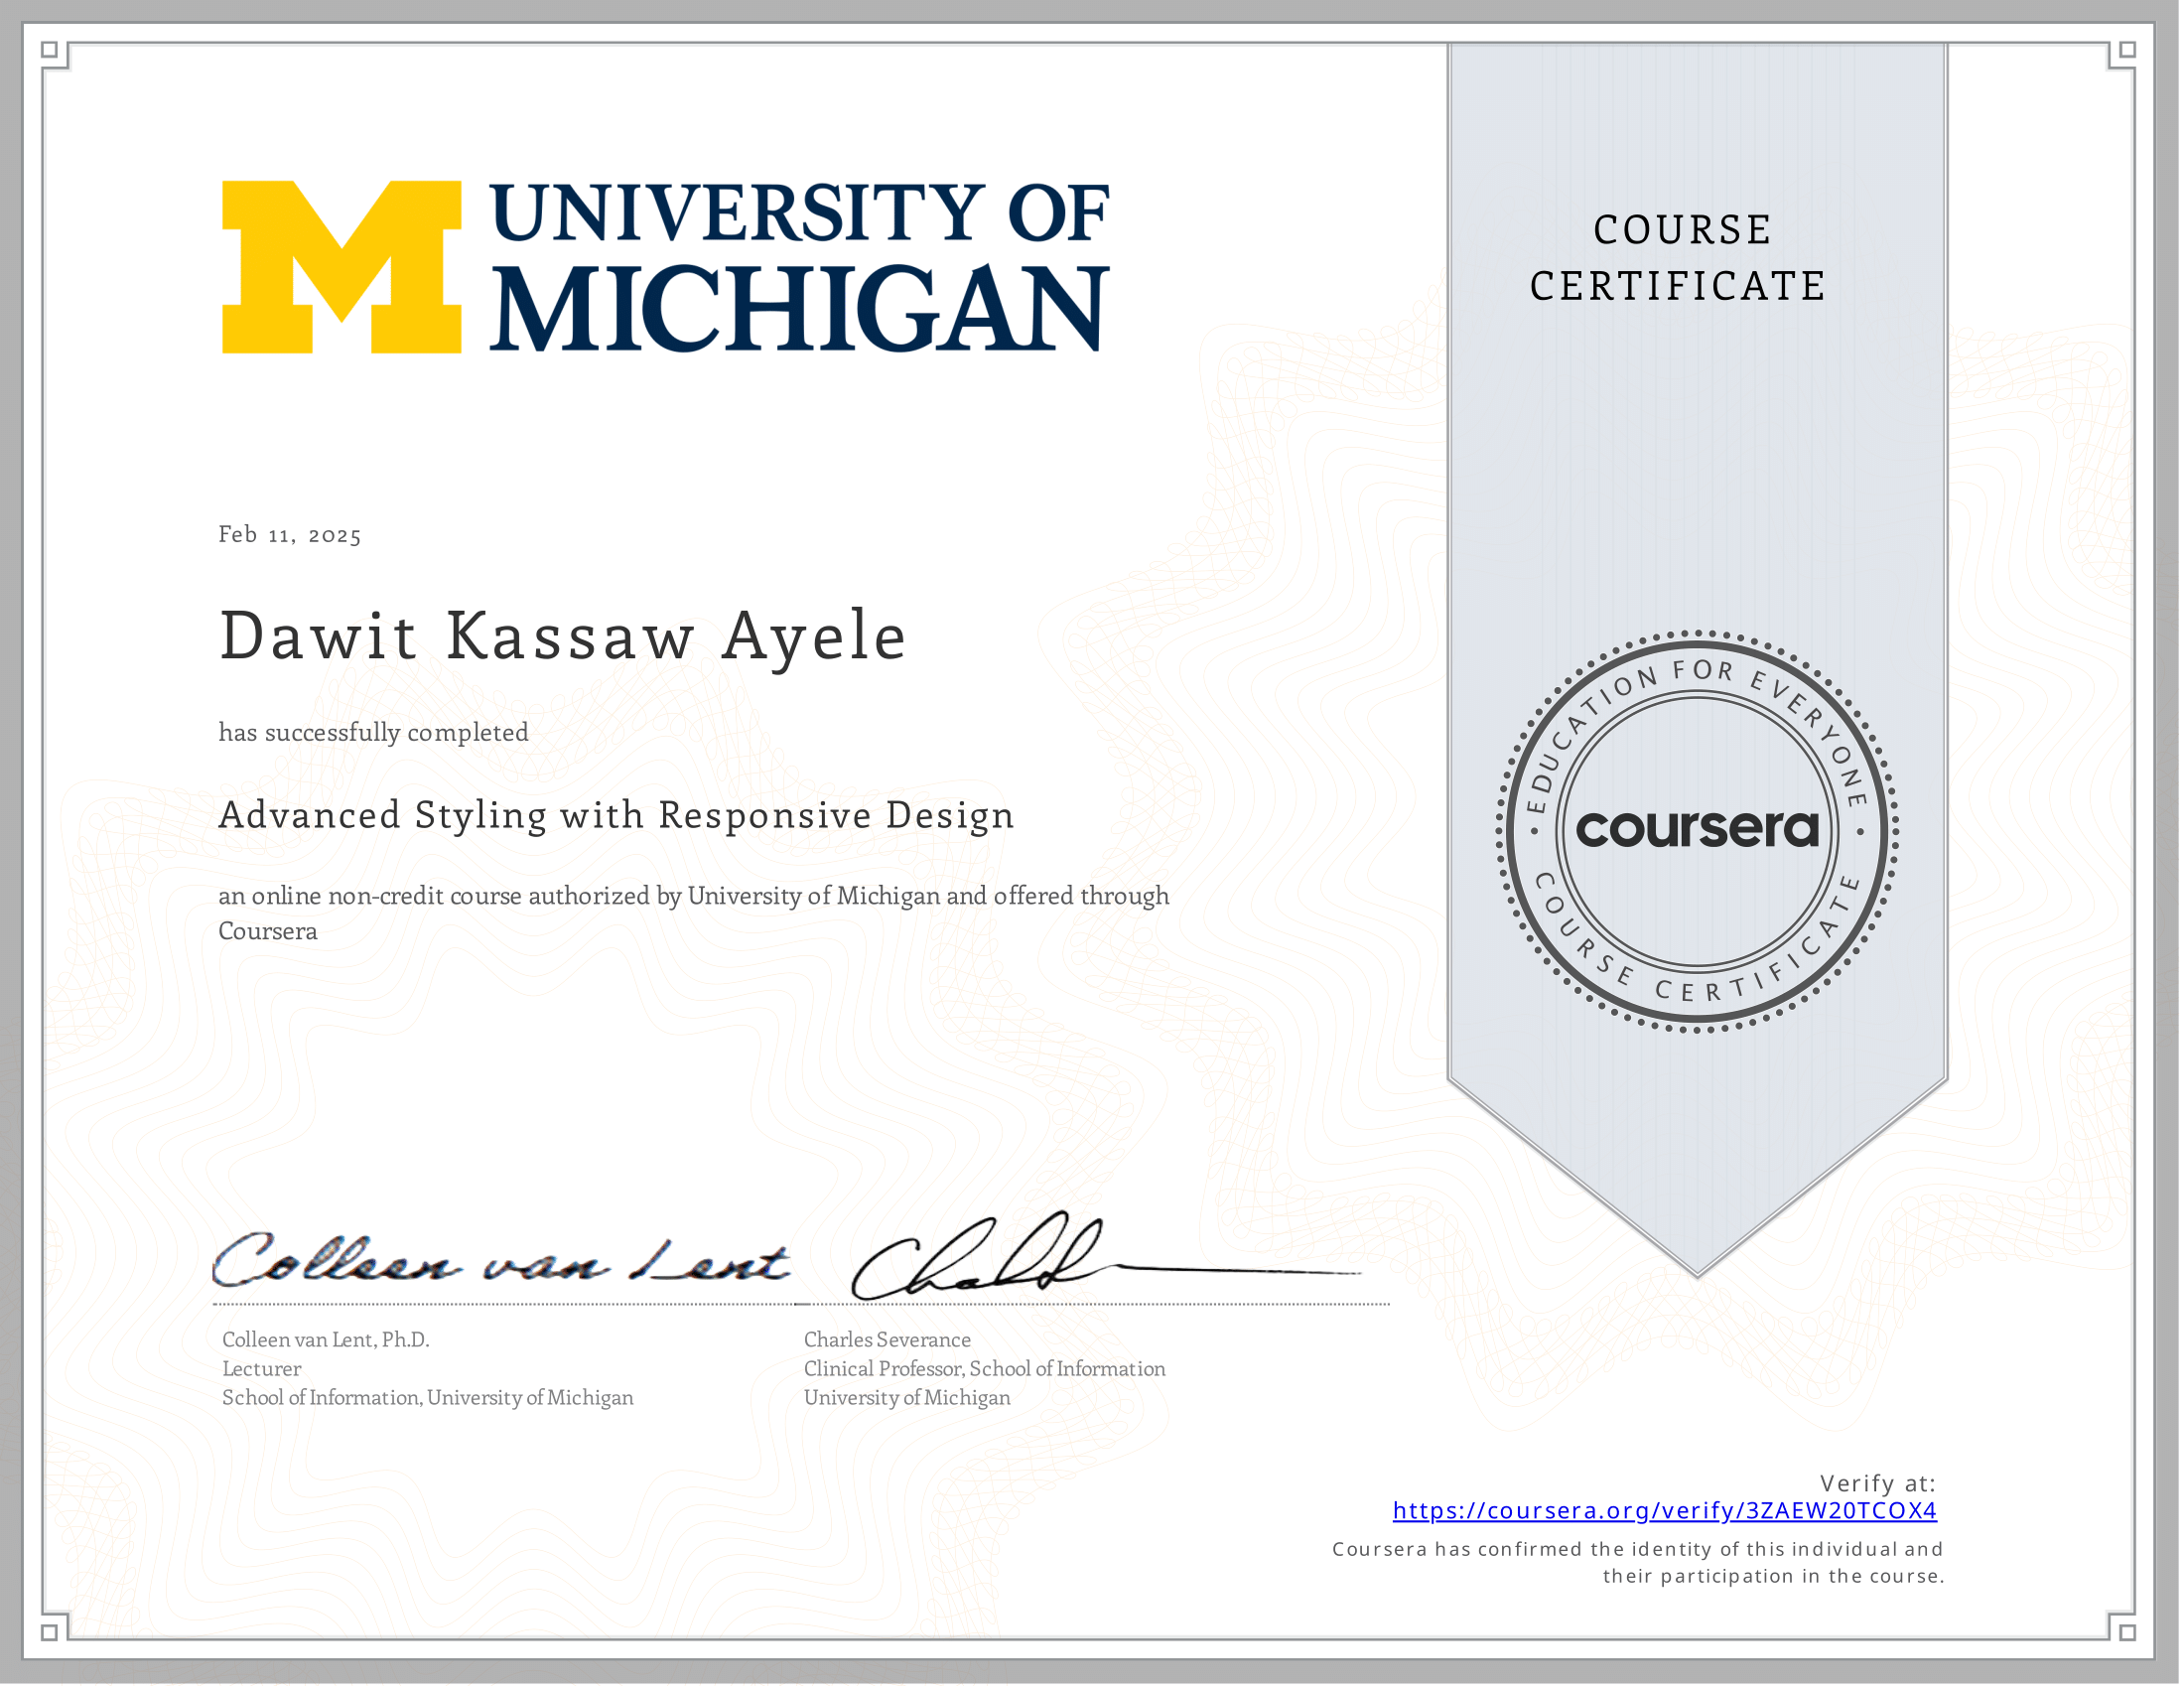 UNIVERSITY OF
MICHIGAN
COURSE
CERTIFICATE
Feb 11, 2025
Dawit Kassaw Ayele
has successfully completed
Advanced Styling with Responsive Design
an online non-credit course authorized by University of Michigan and offered through
Coursera
EDUCATION FOR EVERYONE
coursera
COURSE CERTIFICATE
Colleen van Lent
Colleen van Lent, Ph.D.
Lecturer
School of Information, University of Michigan
Charles Severance
Clinical Professor, School of Information
University of Michigan
Verify at:
https://coursera.org/verify/3ZAEW20TCOX4
Coursera has confirmed the identity of this individual and
their participation in the course.